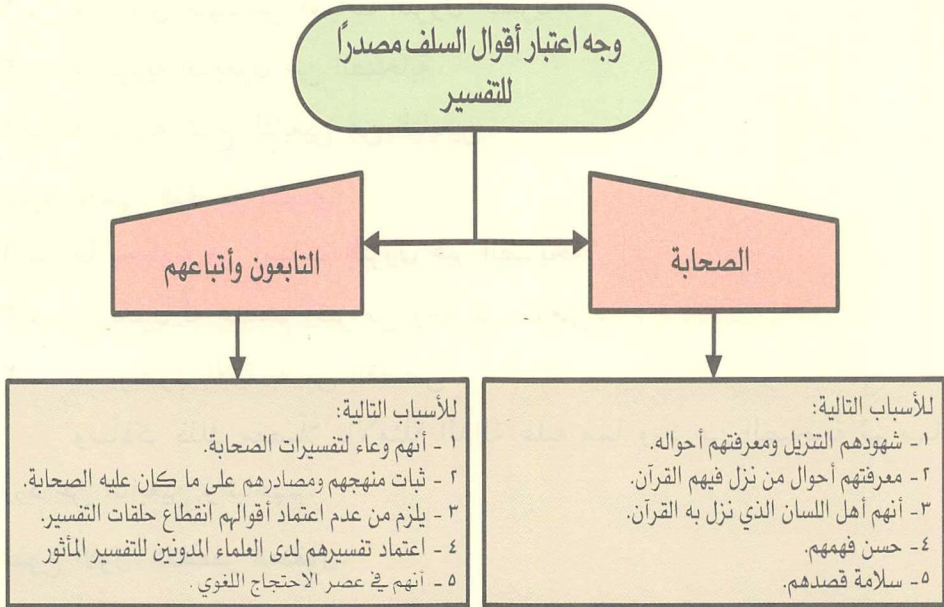 وجه اعتبار أقوال السلف مصدرًا
للتفسير
الصحابة
التابعون وأتباعهم
للأسباب التالية:
١ - شهودهم التنزيل ومعرفتهم أحواله.
٢ - معرفتهم أحوال من نزل فيهم القرآن.
٣- أنهم أهل اللسان الذي نزل به القرآن.
٤ - حسن فهمهم.
٥- سلامة قصدهم.
للأسباب التالية:
١ - أنهم وعاء لتفسيرات الصحابة.
٢ - ثبات منهجهم ومصادرهم على ما كان عليه الصحابة.
٣ - يلزم من عدم اعتماد أقوالهم انقطاع حلقات التفسير.
٤ - اعتماد تفسيرهم لدى العلماء المدونين للتفسير المأثور
٥ - أنهم في عصر الاحتجاج اللغوي.